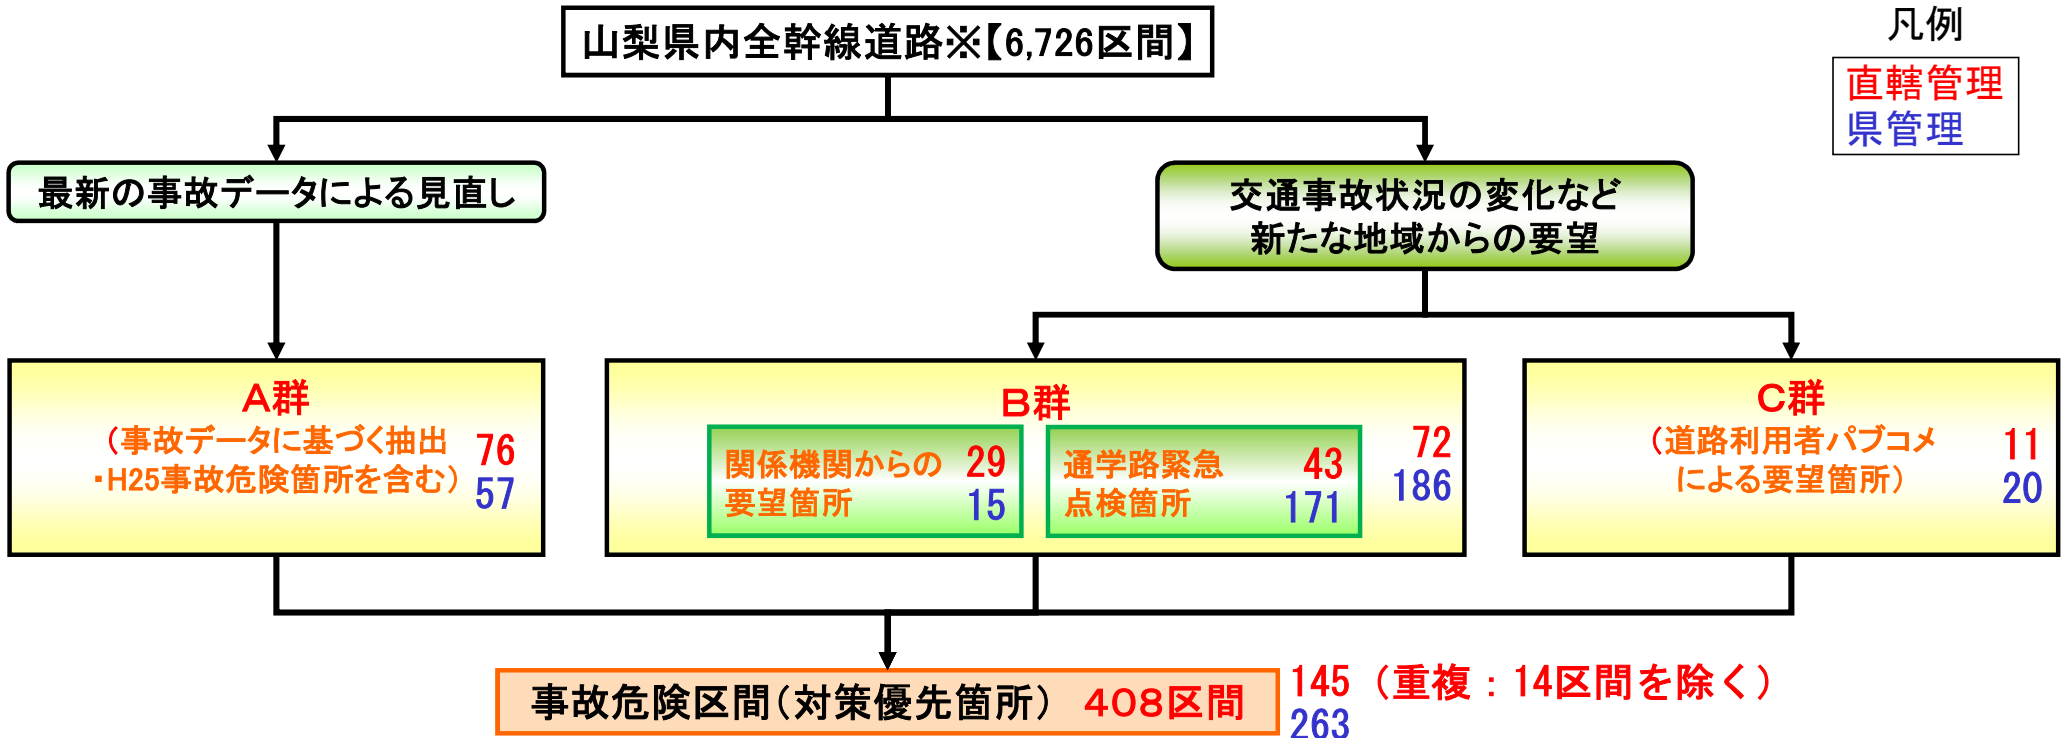 山梨県内全幹線道路※【6,726区間】
凡例
直轄管理
県管理
最新の事故データによる見直し
交通事故状況の変化など
新たな地域からの要望
A群
(事故データに基づく抽出
・H25事故危険箇所を含む)
76
57
B群
関係機関からの
要望箇所
29
15
通学路緊急
点検箇所
43
171
72
186
C群
(道路利用者パブコメ
による要望箇所)
11
20
事故危険区間(対策優先箇所) 408区間
145 (重複:14区間を除く)
263